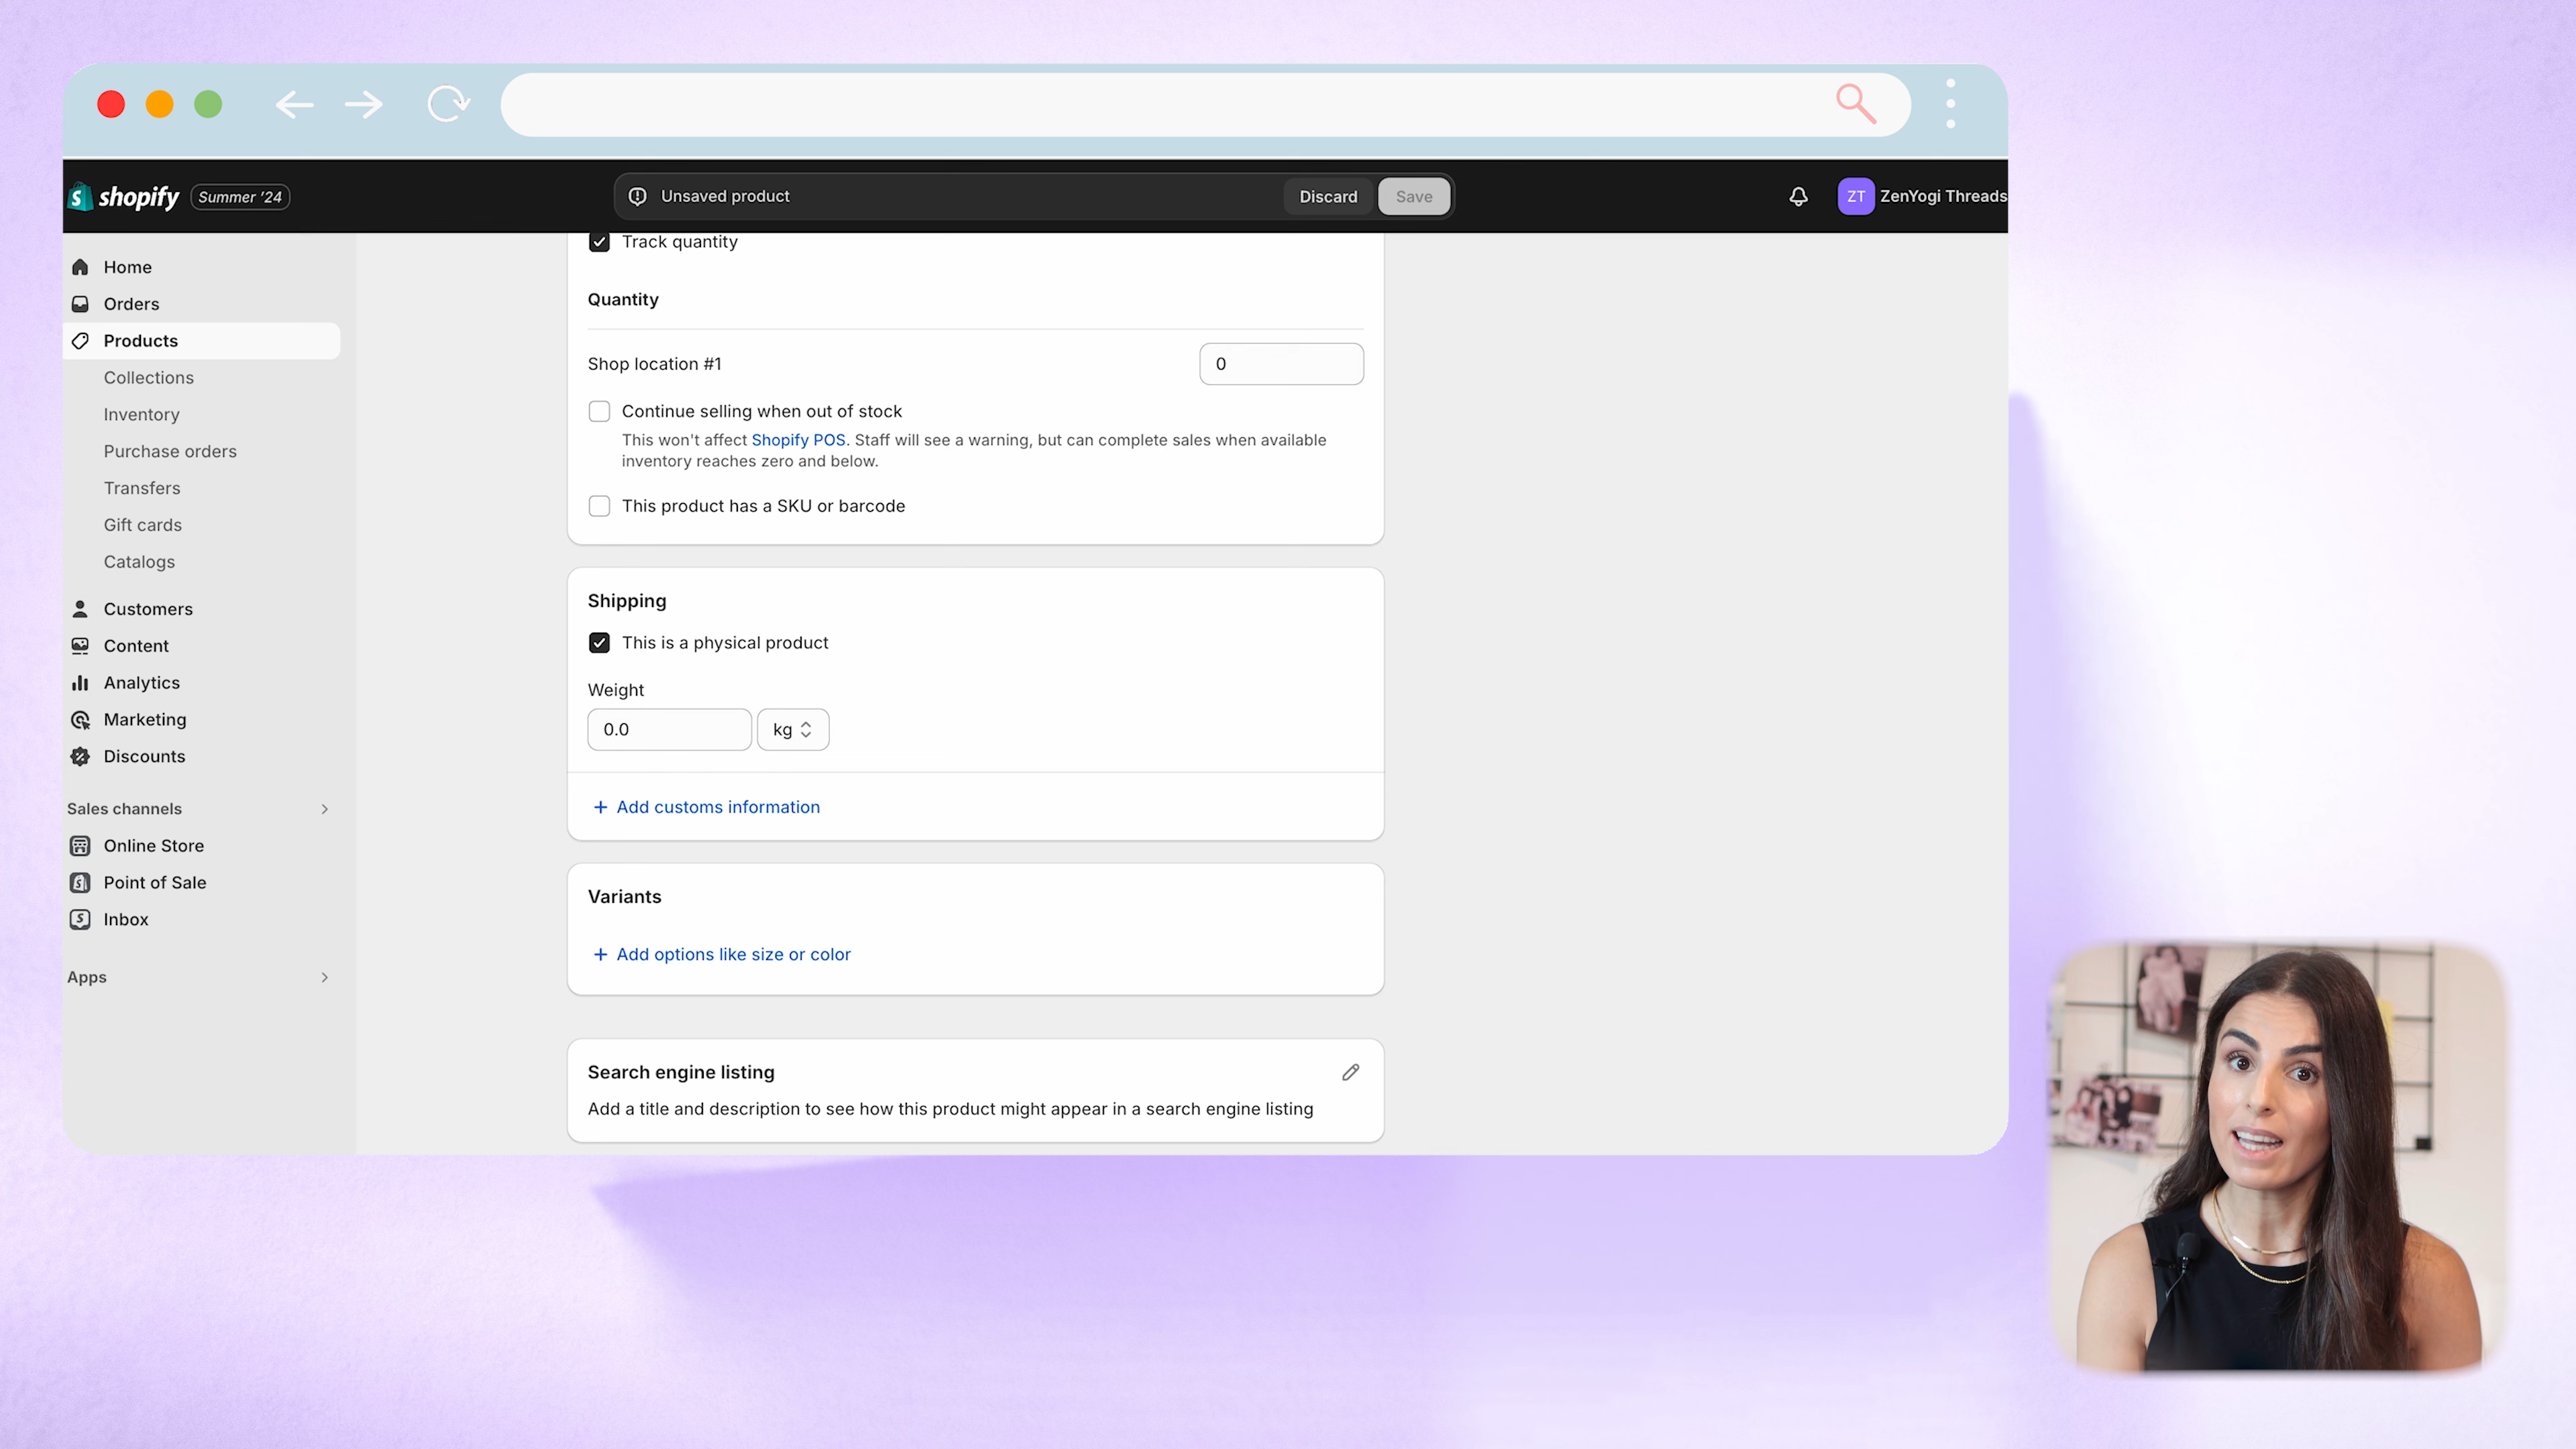 shopify Summer '24
Unsaved product
Discard
Save
ZT
ZenYogi Threads
Home
Orders
Products
Collections
Inventory
Purchase orders
Transfers
Gift cards
Catalogs
Customers
Content
Analytics
Marketing
Discounts
Sales channels
Online Store
Point of Sale
Inbox
Apps
Track quantity
Quantity
Shop location #1
0
Continue selling when out of stock
This won't affect Shopify POS. Staff will see a warning, but can complete sales when available
inventory reaches zero and below.
This product has a SKU or barcode
Shipping
This is a physical product
Weight
0.0
kg
+ Add customs information
Variants
+ Add options like size or color
Search engine listing
Add a title and description to see how this product might appear in a search engine listing